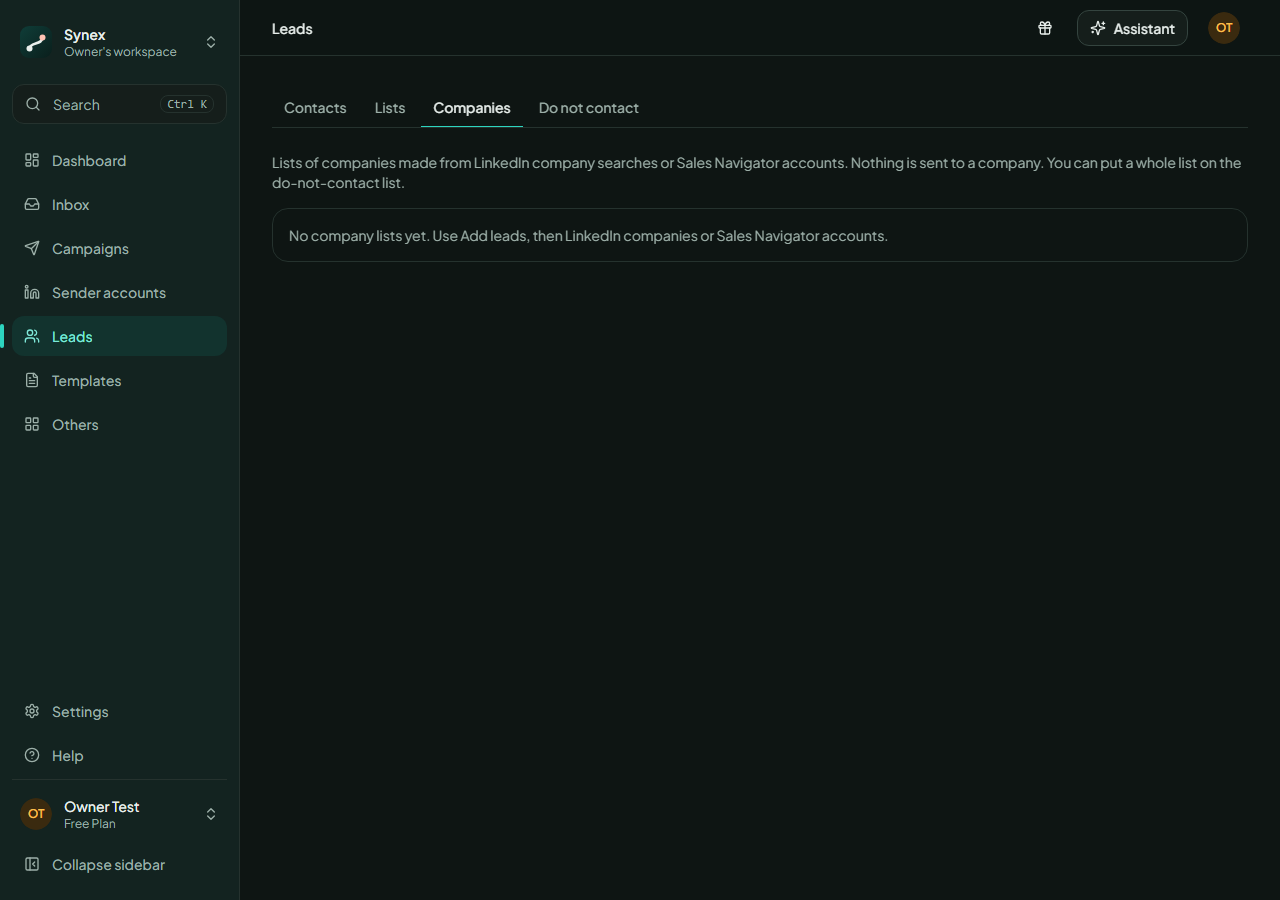 Synex
Owner's workspace
Search
Ctrl K
Dashboard
Inbox
Campaigns
Sender accounts
Leads
Templates
Others
Settings
Help
OT
Owner Test
Free Plan
Collapse sidebar
Leads
Assistant
OT
Contacts
Lists
Companies
Do not contact
Lists of companies made from LinkedIn company searches or Sales Navigator accounts. Nothing is sent to a company. You can put a whole list on the
do-not-contact list.
No company lists yet. Use Add leads, then LinkedIn companies or Sales Navigator accounts.